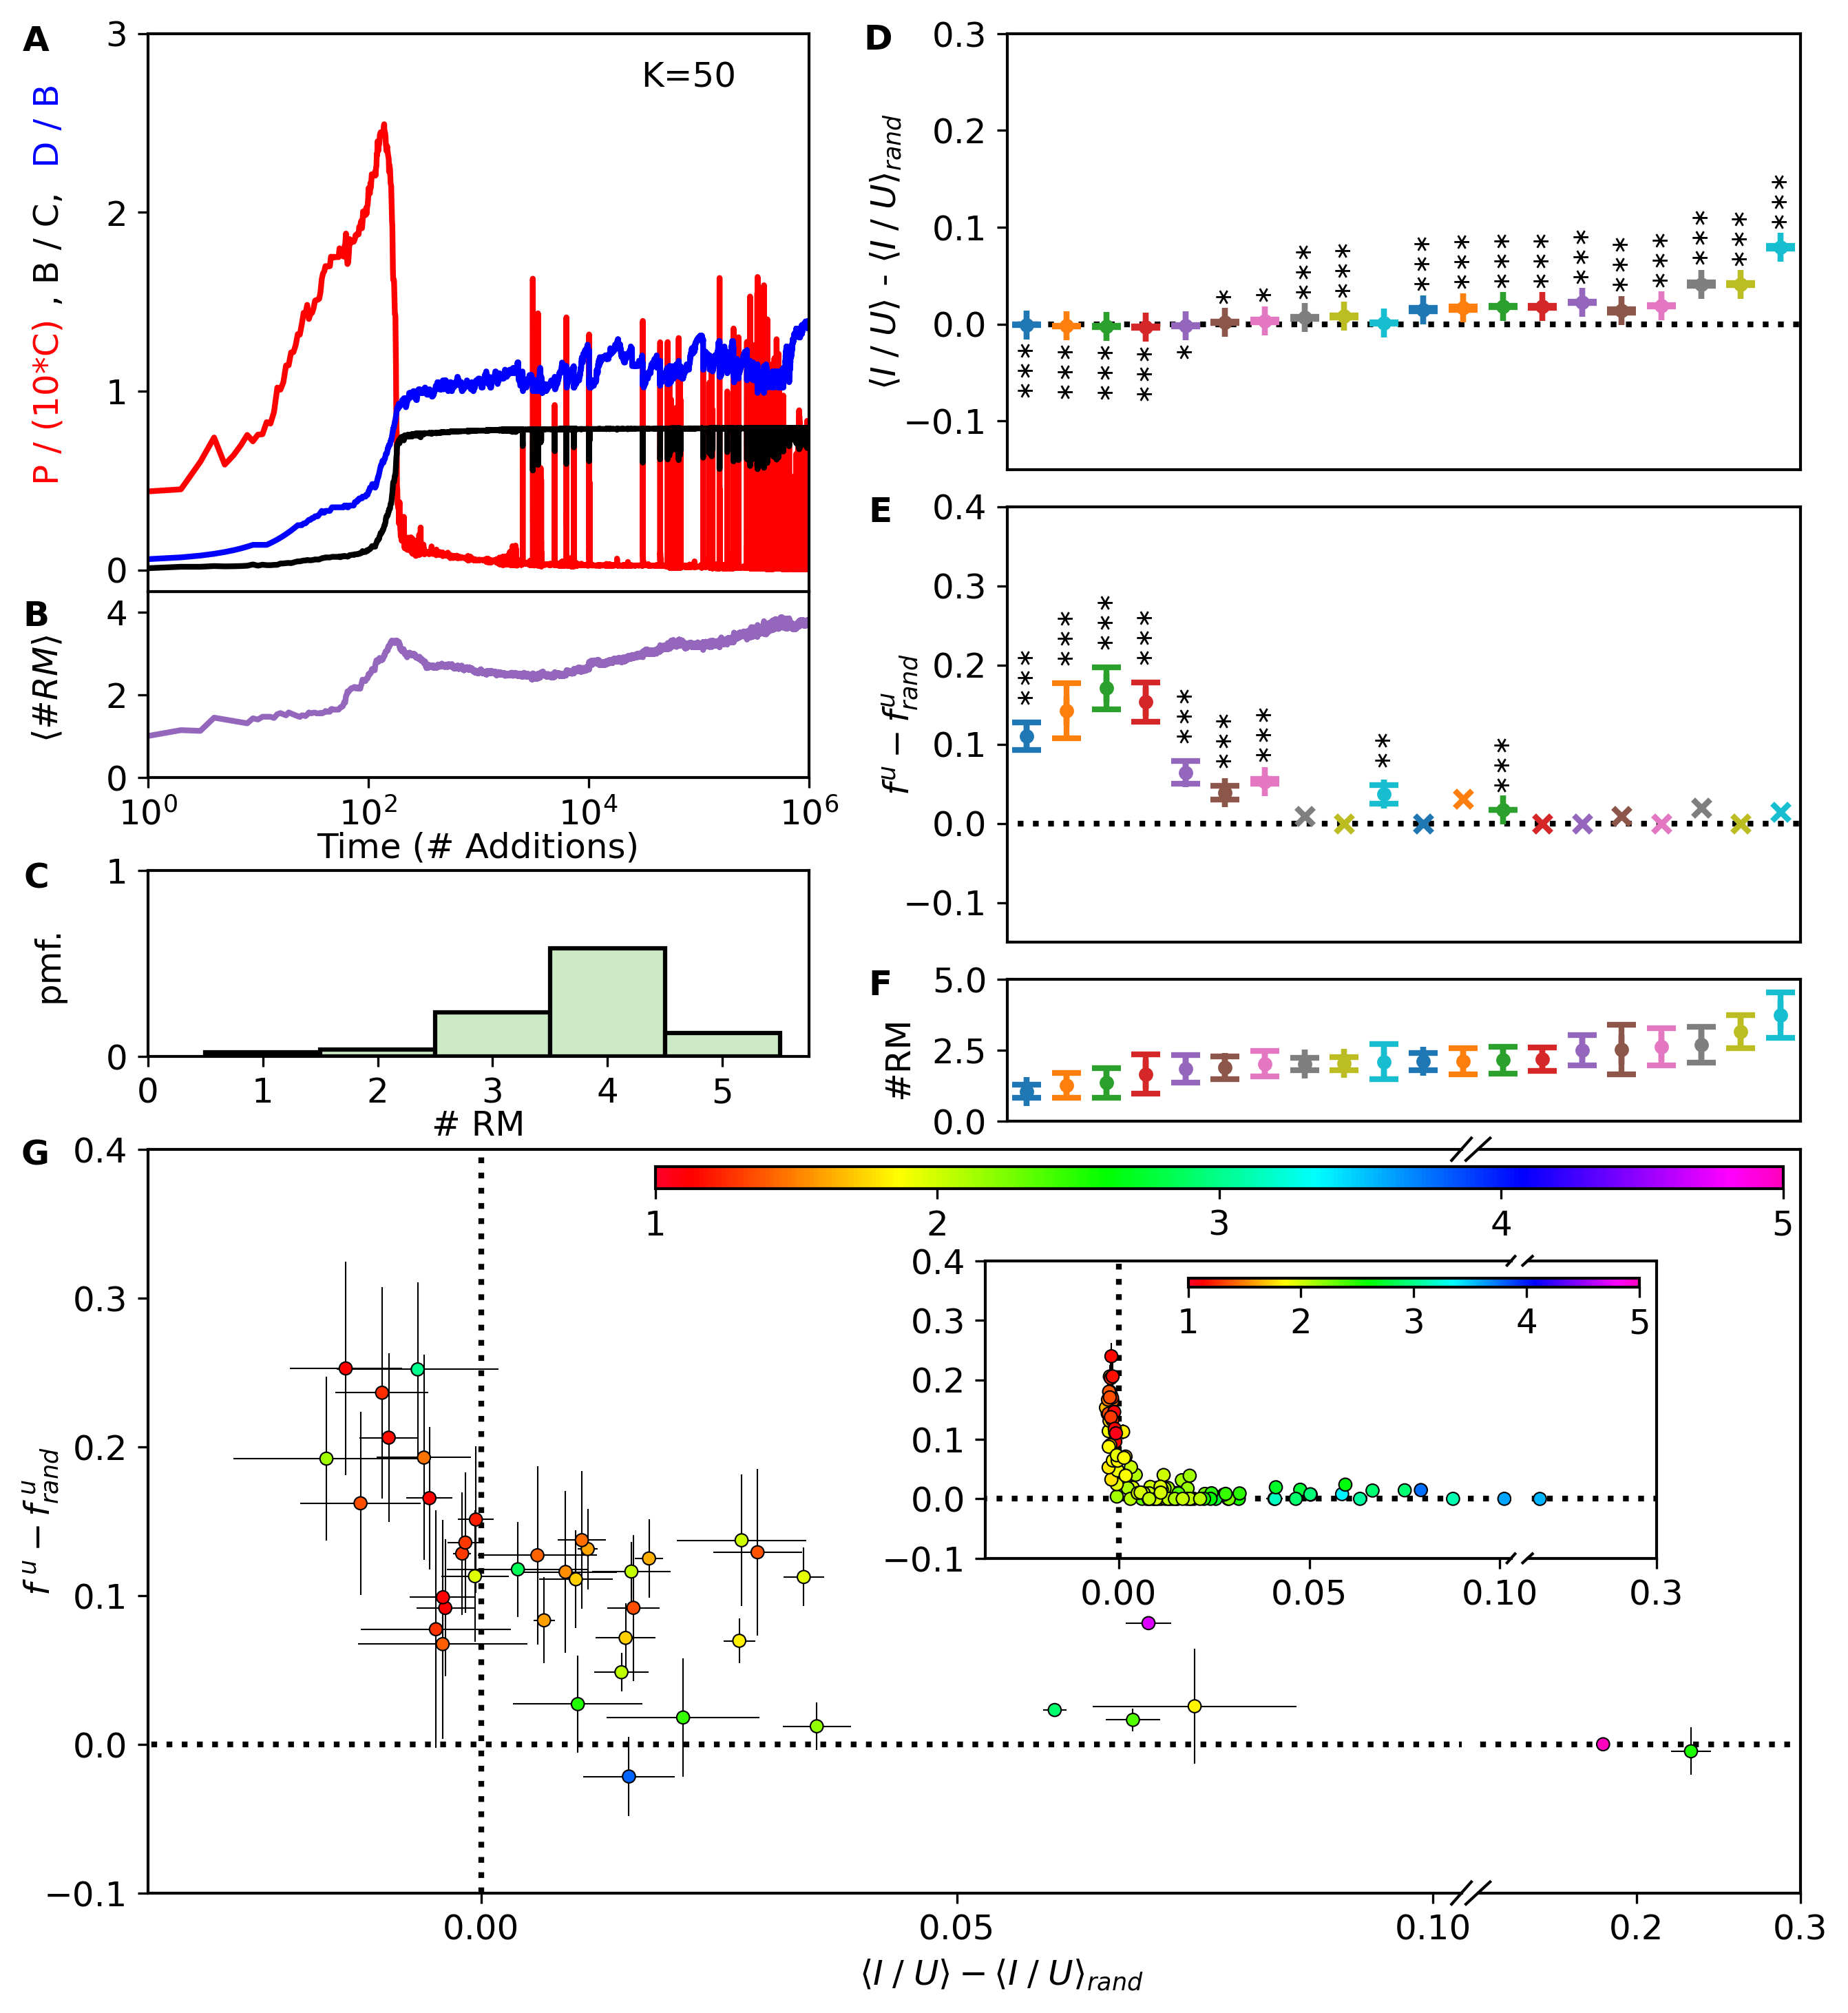 A
3
2
1
0
P / (10*C) , B / C, D / B
K=50
B
4
2
0
⟨#RM⟩
10^0 10^2 10^4 10^6
Time (# Additions)
C
1
0
pmf.
0 1 2 3 4 5
# RM
D
0.3
0.2
0.1
0.0
−0.1
⟨I / U⟩ - ⟨I / U⟩_rand
*** *** *** *** * * * *** *** *** *** *** *** *** *** *** *** *** ***
E
0.4
0.3
0.2
0.1
0.0
−0.1
f^u − f^u_rand
*** *** *** *** *** *** *** ** ***
F
5.0
2.5
0.0
#RM
G
0.4
0.3
0.2
0.1
0.0
−0.1
f^u − f^u_rand
1 2 3 4 5
0.4
0.3
0.2
0.1
0.0
−0.1
1 2 3 4 5
0.00 0.05 0.10 0.3
0.00 0.05 0.10 0.2 0.3
⟨I / U⟩ − ⟨I / U⟩_rand